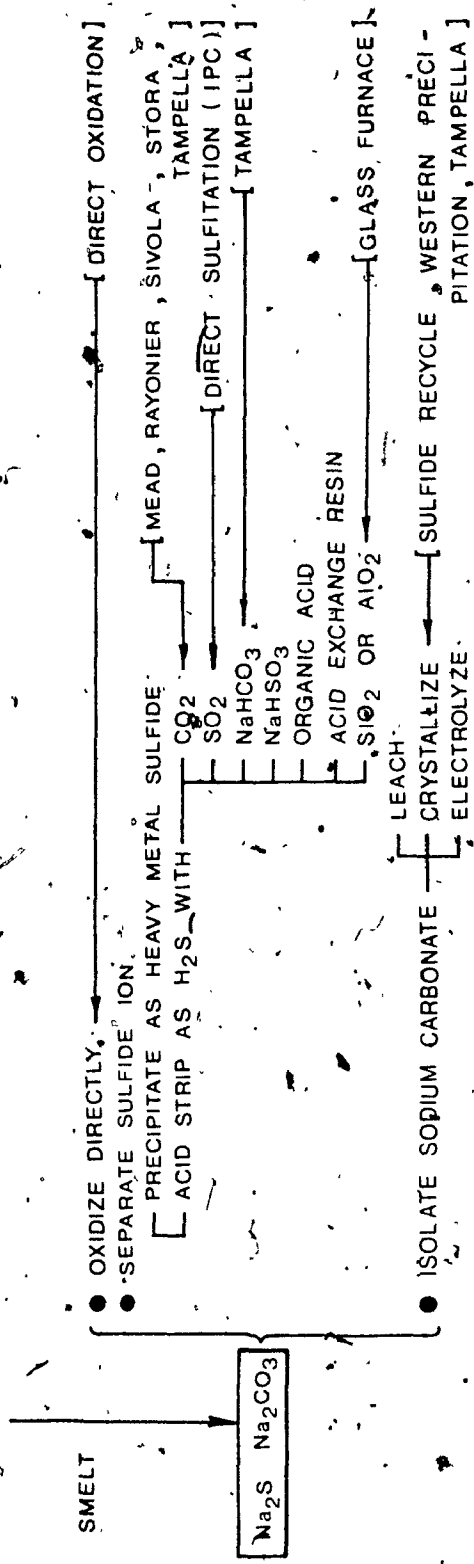 SMELT
Na2S Na2CO3
● OXIDIZE DIRECTLY. [DIRECT OXIDATION]
● SEPARATE SULFIDE ION
PRECIPITATE AS HEAVY METAL SULFIDE
ACID STRIP AS H2S WITH
CO2 [MEAD, RAYONIER, SIVOLA-, STORA,
TAMPELLA]
SO2 [DIRECT SULFITATION (IPC)]
NaHCO3 [TAMPELLA]
NaHSO3
ORGANIC ACID
ACID EXCHANGE RESIN
SiO2 OR AlO2 [GLASS FURNACE]
● ISOLATE SODIUM CARBONATE
LEACH
CRYSTALLIZE [SULFIDE RECYCLE, WESTERN PRECI-
PITATION, TAMPELLA]
ELECTROLYZE